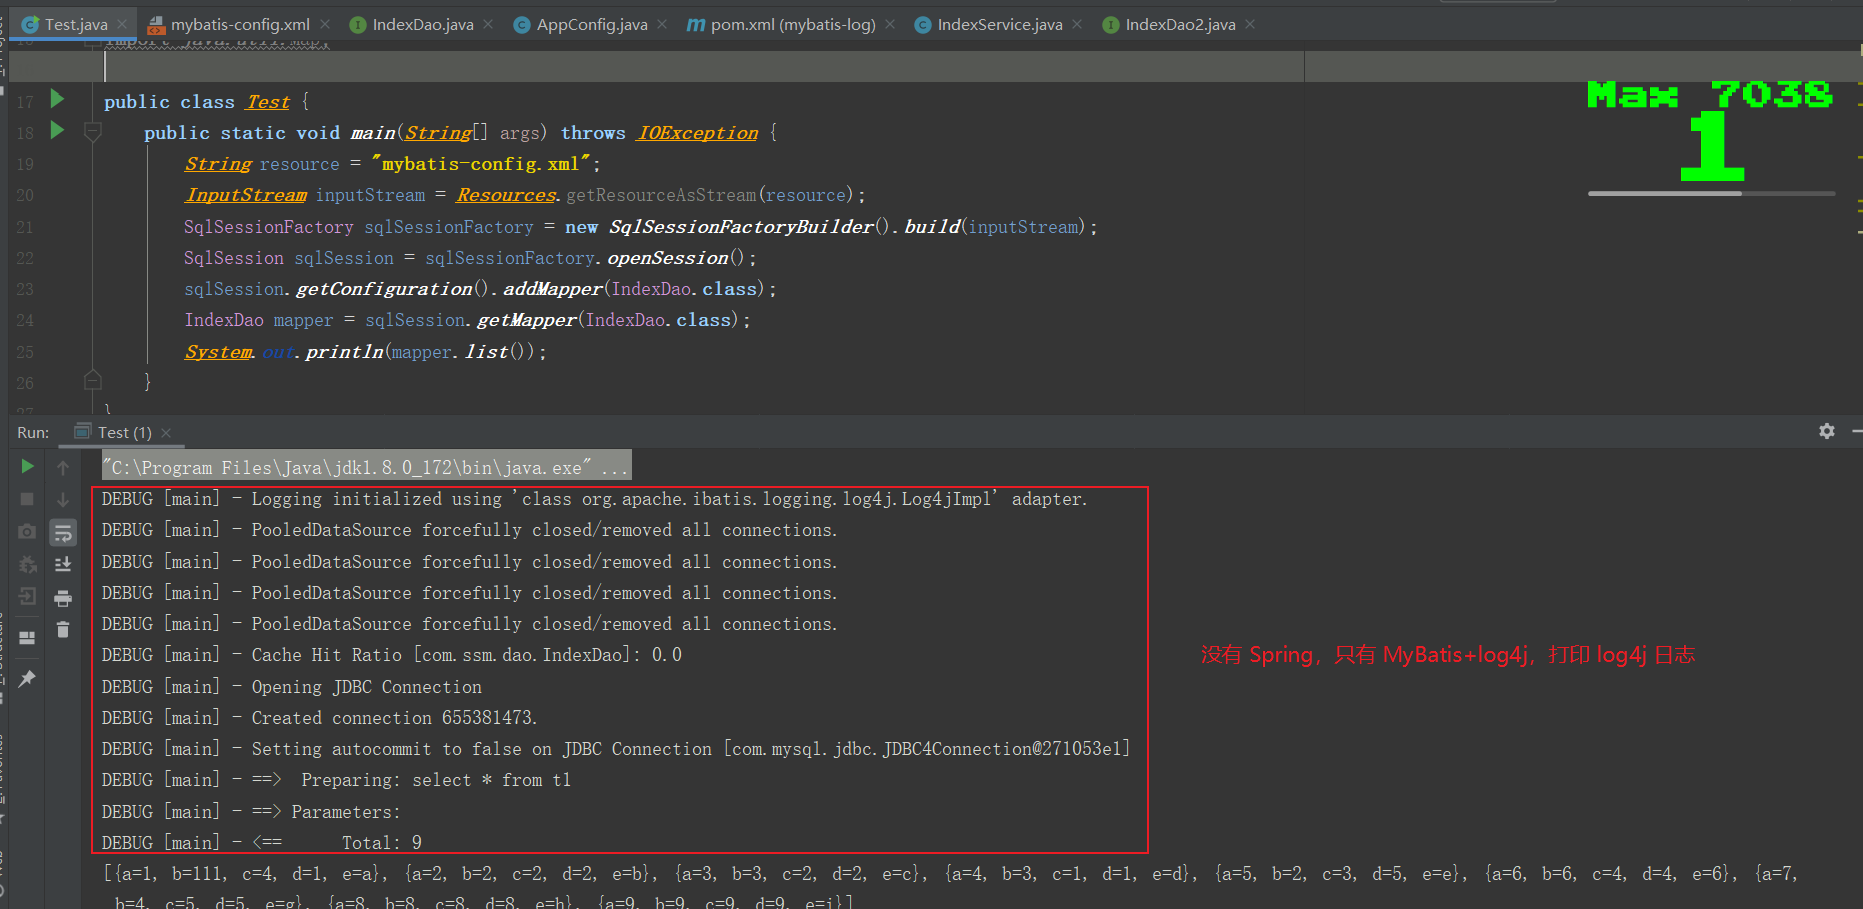 Test.java mybatis-config.xml IndexDao.java AppConfig.java pom.xml (mybatis-log) IndexService.java IndexDao2.java
import java.util.Map;
Max 7038
1
17 public class Test {
18 public static void main(String[] args) throws IOException {
19 String resource = "mybatis-config.xml";
20 InputStream inputStream = Resources.getResourceAsStream(resource);
21 SqlSessionFactory sqlSessionFactory = new SqlSessionFactoryBuilder().build(inputStream);
22 SqlSession sqlSession = sqlSessionFactory.openSession();
23 sqlSession.getConfiguration().addMapper(IndexDao.class);
24 IndexDao mapper = sqlSession.getMapper(IndexDao.class);
25 System.out.println(mapper.list());
26 }
27 }
Run: Test (1)
"C:\Program Files\Java\jdk1.8.0_172\bin\java.exe" ...
DEBUG [main] - Logging initialized using 'class org.apache.ibatis.logging.log4j.Log4jImpl' adapter.
DEBUG [main] - PooledDataSource forcefully closed/removed all connections.
DEBUG [main] - PooledDataSource forcefully closed/removed all connections.
DEBUG [main] - PooledDataSource forcefully closed/removed all connections.
DEBUG [main] - PooledDataSource forcefully closed/removed all connections.
DEBUG [main] - Cache Hit Ratio [com.ssm.dao.IndexDao]: 0.0
没有 Spring，只有 MyBatis+log4j，打印 log4j 日志
DEBUG [main] - Opening JDBC Connection
DEBUG [main] - Created connection 655381473.
DEBUG [main] - Setting autocommit to false on JDBC Connection [com.mysql.jdbc.JDBC4Connection@271053e1]
DEBUG [main] - ==>  Preparing: select * from t1
DEBUG [main] - ==> Parameters:
DEBUG [main] - <==      Total: 9
[{a=1, b=111, c=4, d=1, e=a}, {a=2, b=2, c=2, d=2, e=b}, {a=3, b=3, c=2, d=2, e=c}, {a=4, b=3, c=1, d=1, e=d}, {a=5, b=2, c=3, d=5, e=e}, {a=6, b=6, c=4, d=4, e=6}, {a=7,
b=4, c=5, d=5, e=g}, {a=8, b=8, c=8, d=8, e=h}, {a=9, b=9, c=9, d=9, e=i}]